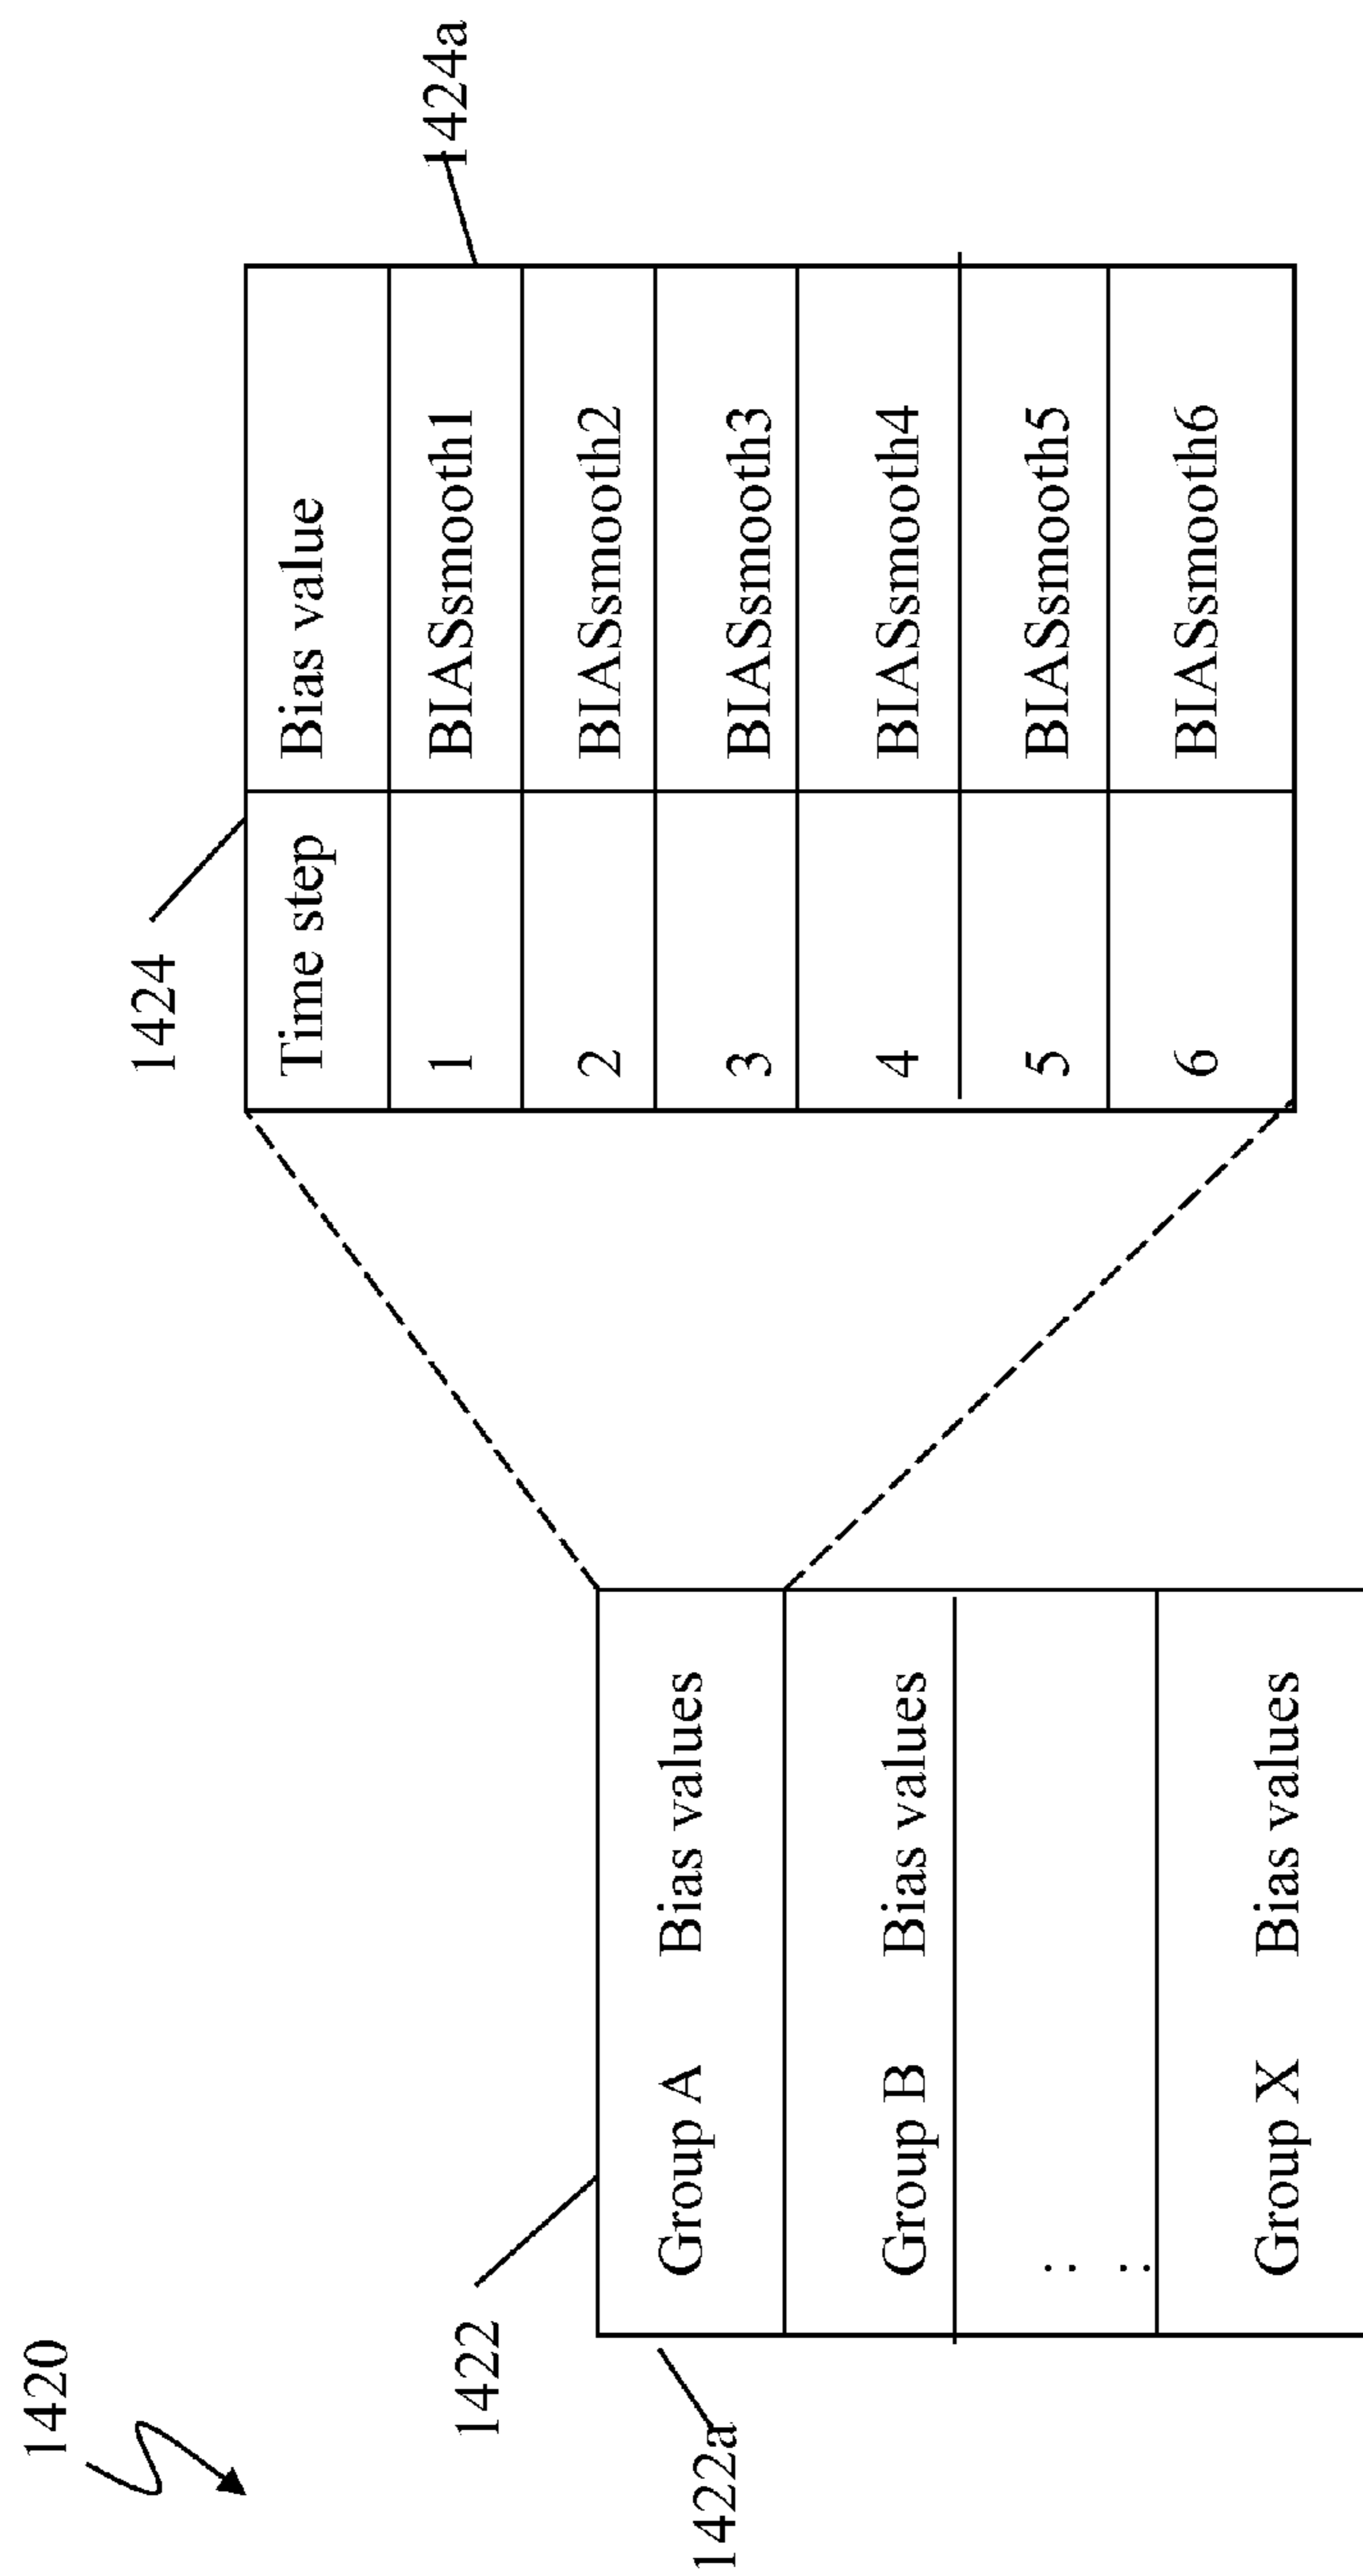 1420
1422
1422a
Group A Bias values
Group B Bias values
: :
Group X Bias values
1424
1424a
Time step Bias value
1 BIASsmooth1
2 BIASsmooth2
3 BIASsmooth3
4 BIASsmooth4
5 BIASsmooth5
6 BIASsmooth6